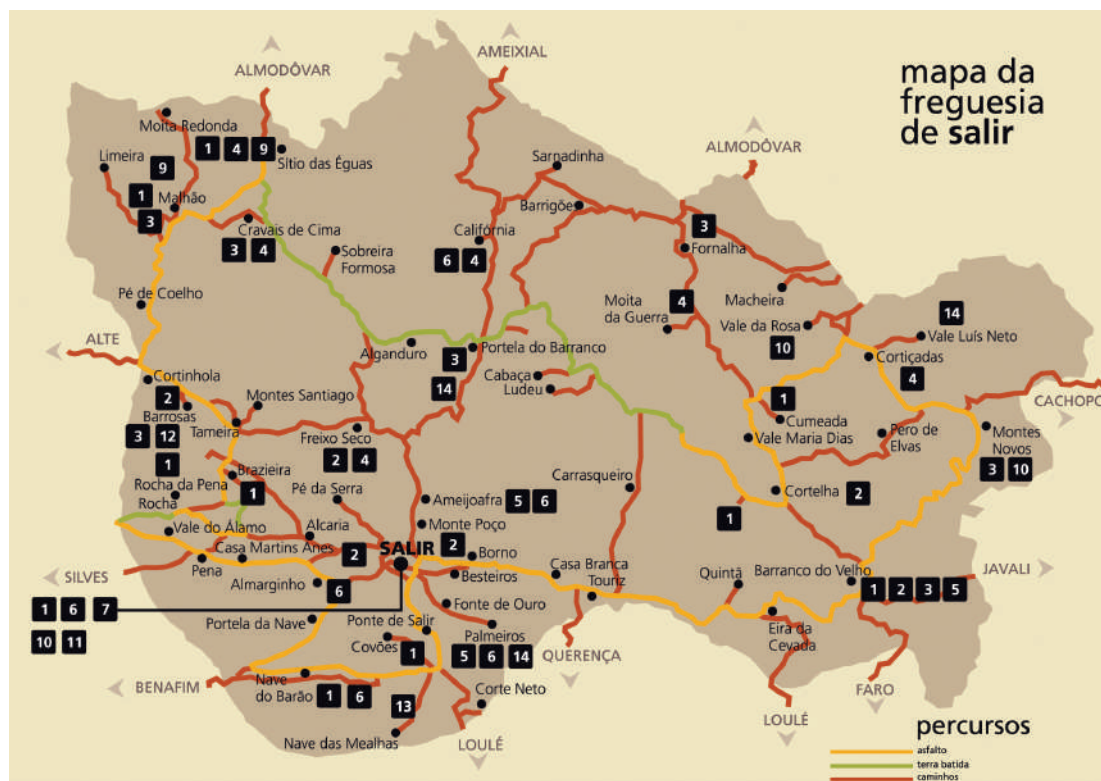 mapa da
freguesia
de salir
ALMODÔVAR
AMEIXIAL
ALMODÔVAR
Moita Redonda
1 4 9
Sítio das Éguas
Limeira
9
1
Malhão
3
Cravais de Cima
3 4
Sobreira
Formosa
Sarnadinha
Barrigõe
Califórnia
6 4
3
Fornalha
Macheira
Moita
da Guerra
4
Vale da Rosa
10
14
Vale Luís Neto
Cortiçadas
4
CACHOPO
Pé de Coelho
ALTE
Alganduro
Portela do Barranco
3
14
Cabaça
Ludeu
Cortinhola
2
Barrosas
3 12
1
Tameira
Montes Santiago
Freixo Seco
2 4
1
Cumeada
Vale Maria Dias
Pero de
Elvas
Montes
Novos
3 10
Rocha da Pena
Rocha
Brazieira
1
Pé da Serra
Ameijoafra
5 6
Carrasqueiro
Cortelha
2
1
Vale do Álamo
Alcaria
Monte Poço
2
Casa Martins Anes
2
SALIR
Borno
Pena
Almarginho
6
Besteiros
Casa Branca
Touriz
Quintã
Barranco do Velho
1 2 3 5
JAVALI
SILVES
1 6 7
10 11
Portela da Nave
Ponte de Salir
Fonte de Ouro
Covões
1
Palmeiros
5 6 14
QUERENÇA
Eira da
Cevada
BENAFIM
Nave
do Barão
1 6
13
Corte Neto
Nave das Mealhas
LOULÉ
LOULÉ
FARO
percursos
asfalto
terra batida
caminhos